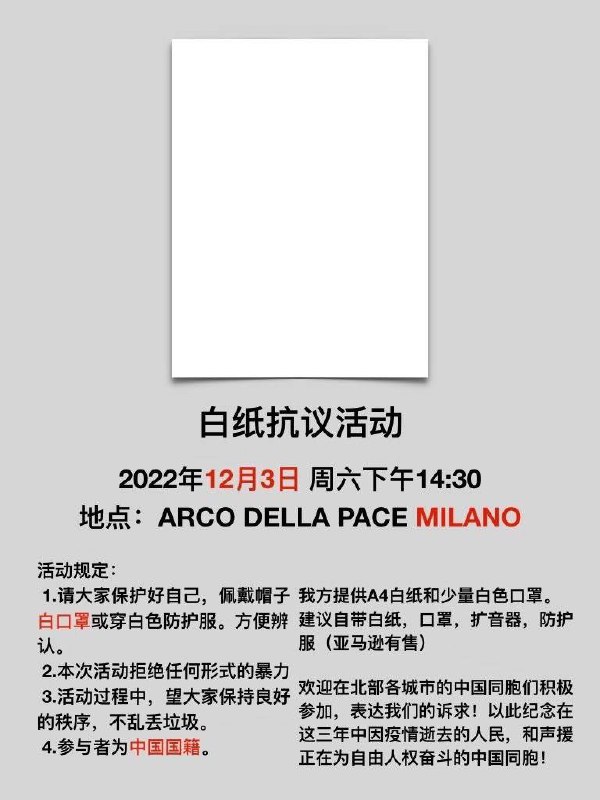 白纸抗议活动
2022年12月3日 周六下午14:30
地点：ARCO DELLA PACE MILANO
活动规定：
1.请大家保护好自己，佩戴帽子
白口罩或穿白色防护服。方便辨
认。
2.本次活动拒绝任何形式的暴力
3.活动过程中，望大家保持良好
的秩序，不乱丢垃圾。
4.参与者为中国国籍。
我方提供A4白纸和少量白色口罩。
建议自带白纸，口罩，扩音器，防护
服（亚马逊有售）
欢迎在北部各城市的中国同胞们积极
参加，表达我们的诉求！以此纪念在
这三年中因疫情逝去的人民，和声援
正在为自由人权奋斗的中国同胞！